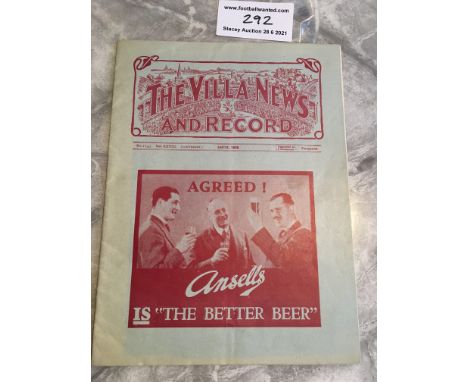 www.footballwanted.com
292
Stacey Auction 28 6 2021
THE VILLA NEWS
AND RECORD
AGREED !
Ansells
IS "THE BETTER BEER"